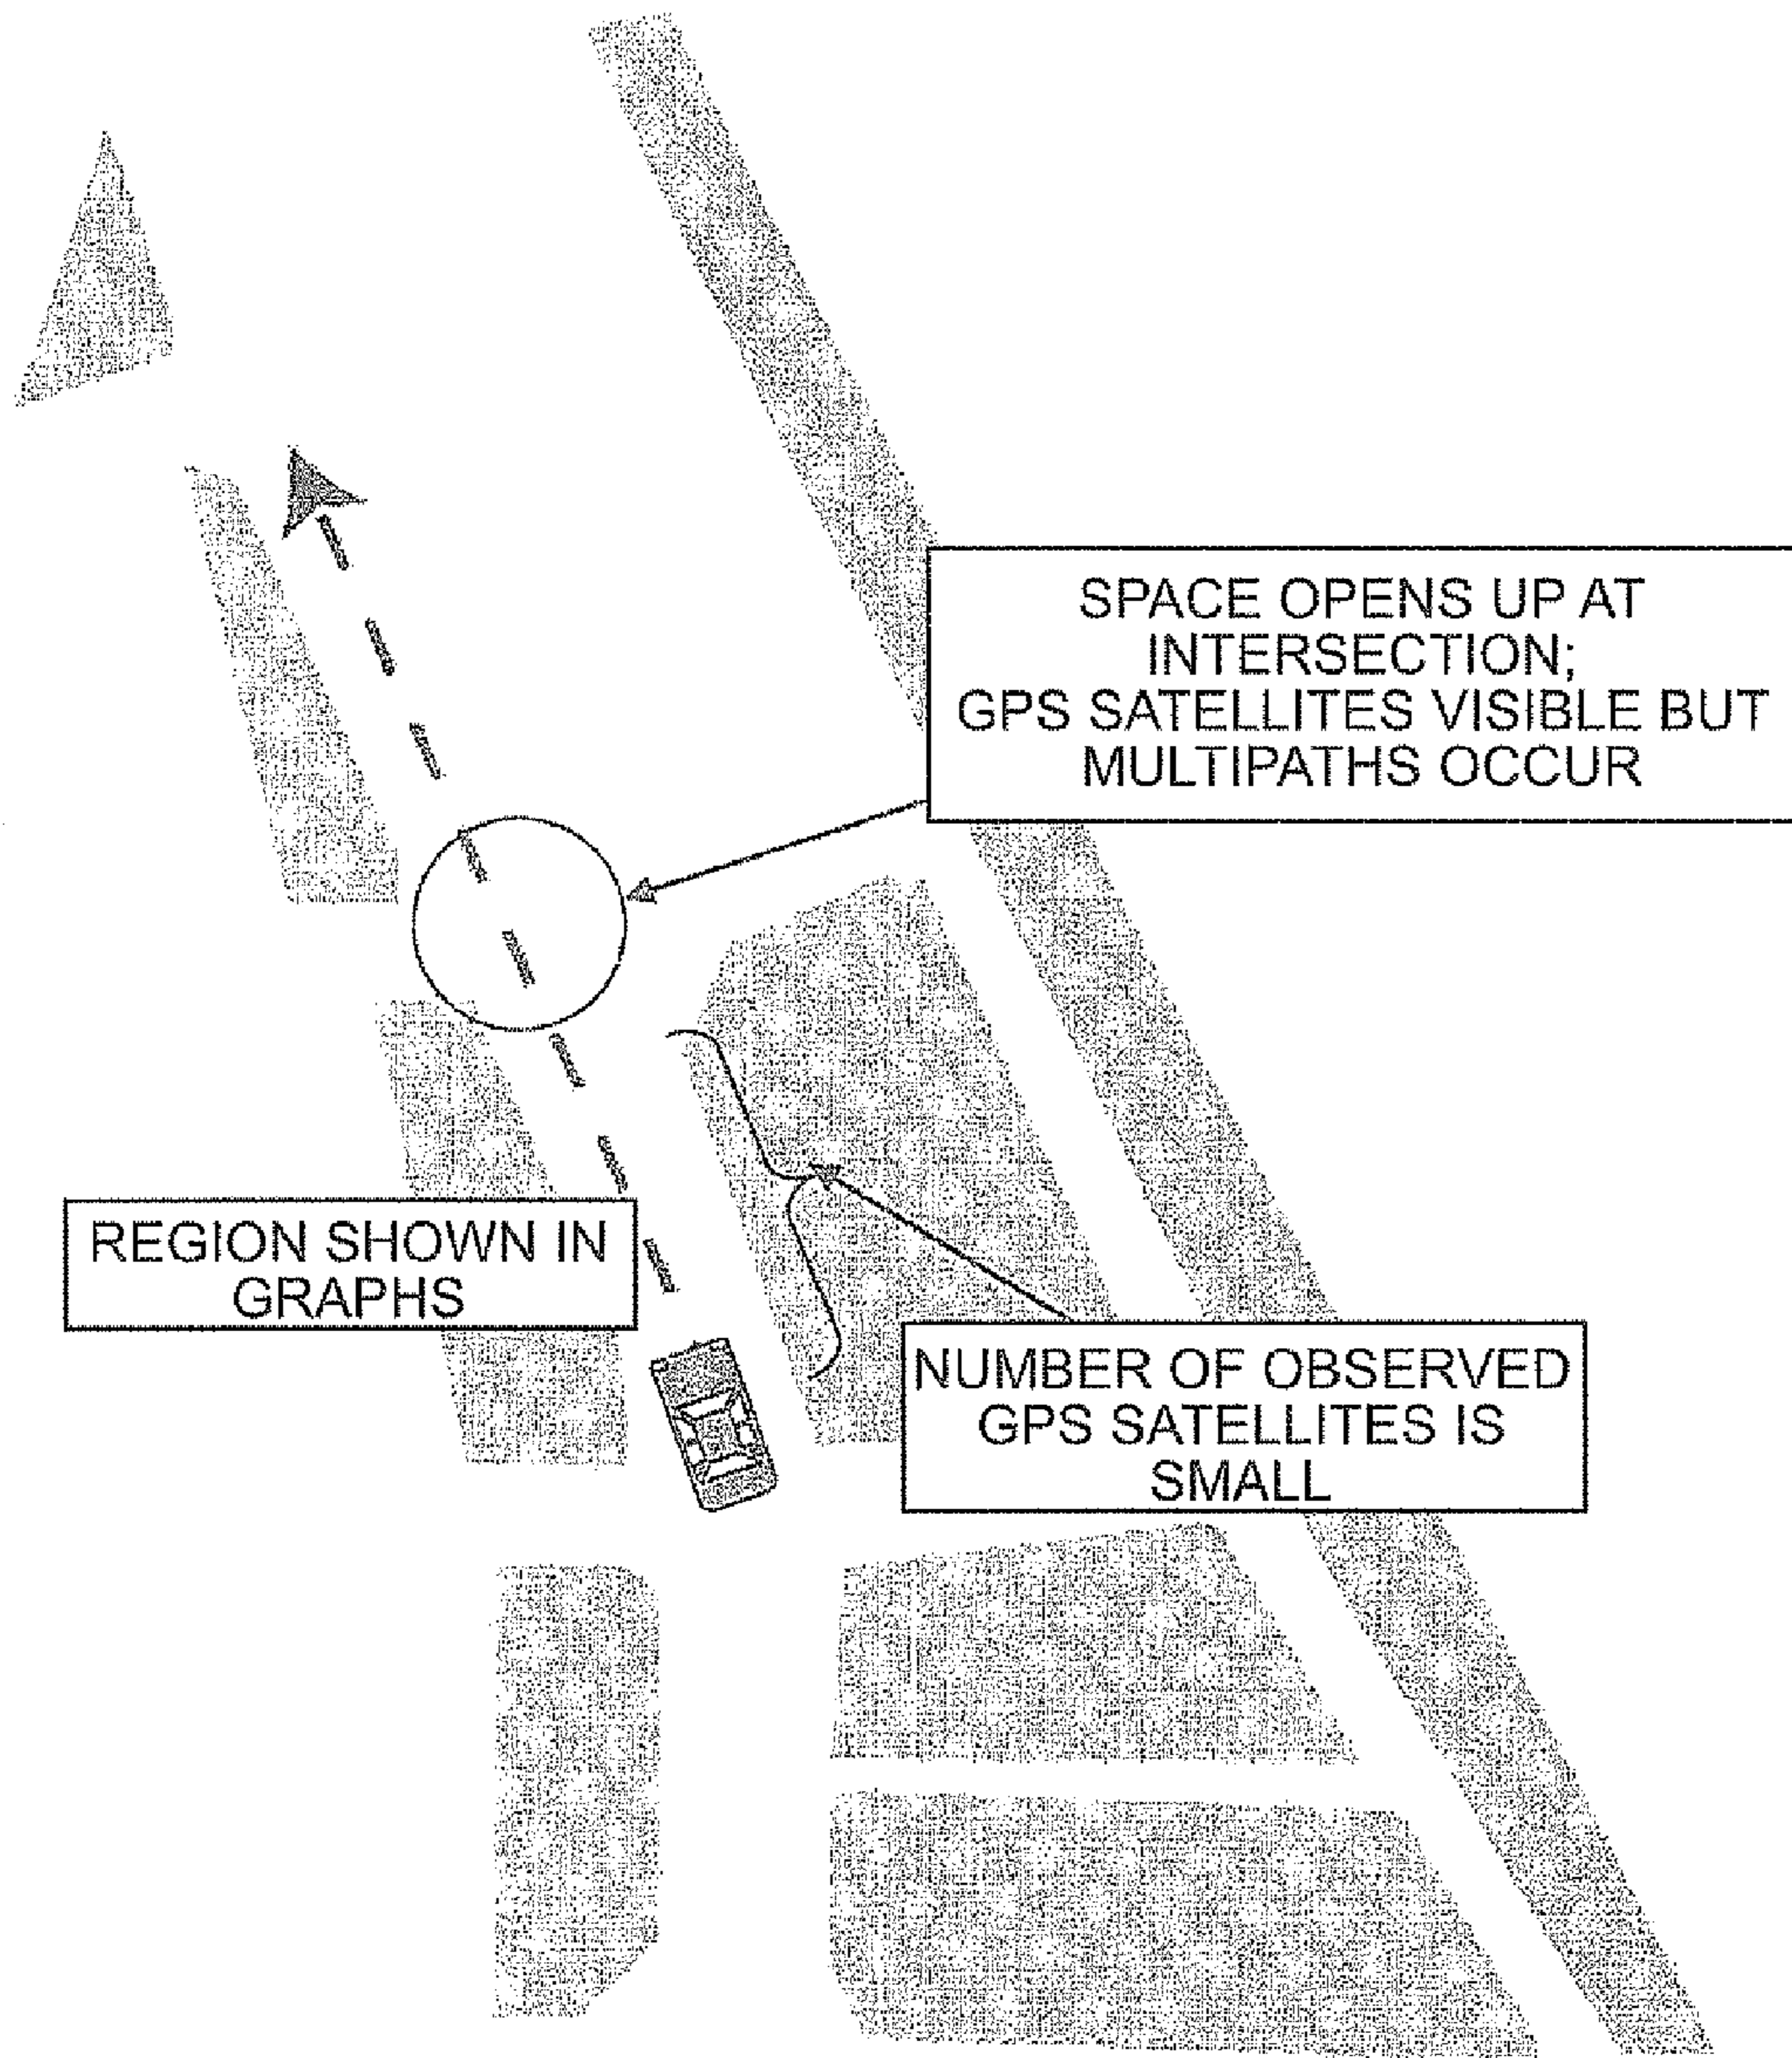 SPACE OPENS UP AT
INTERSECTION;
GPS SATELLITES VISIBLE BUT
MULTIPATHS OCCUR
REGION SHOWN IN
GRAPHS
NUMBER OF OBSERVED
GPS SATELLITES IS
SMALL